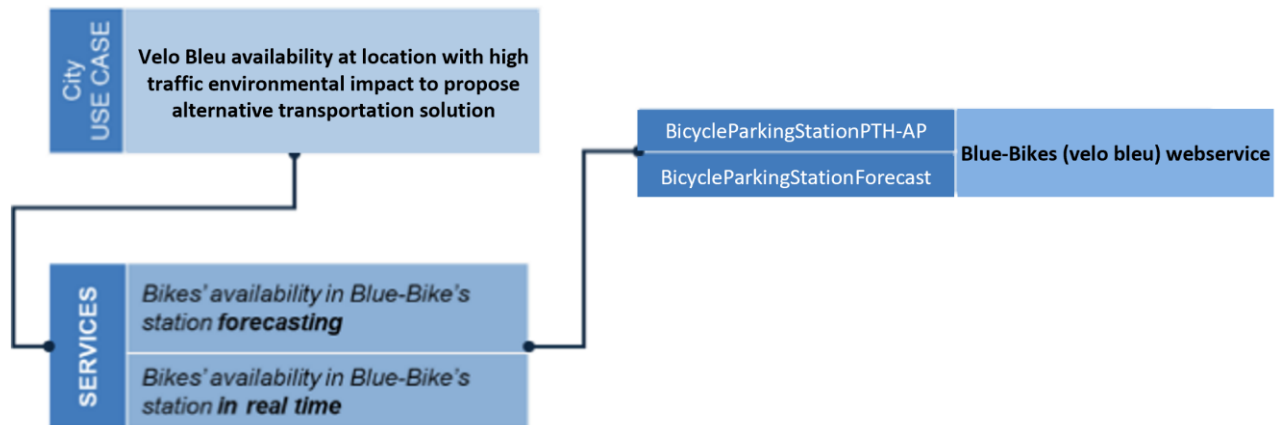 City
USE CASE
Velo Bleu availability at location with high
traffic environmental impact to propose
alternative transportation solution
BicycleParkingStationPTH-AP
BicycleParkingStationForecast
Blue-Bikes (velo bleu) webservice
SERVICES
Bikes' availability in Blue-Bike's
station forecasting
Bikes' availability in Blue-Bike's
station in real time